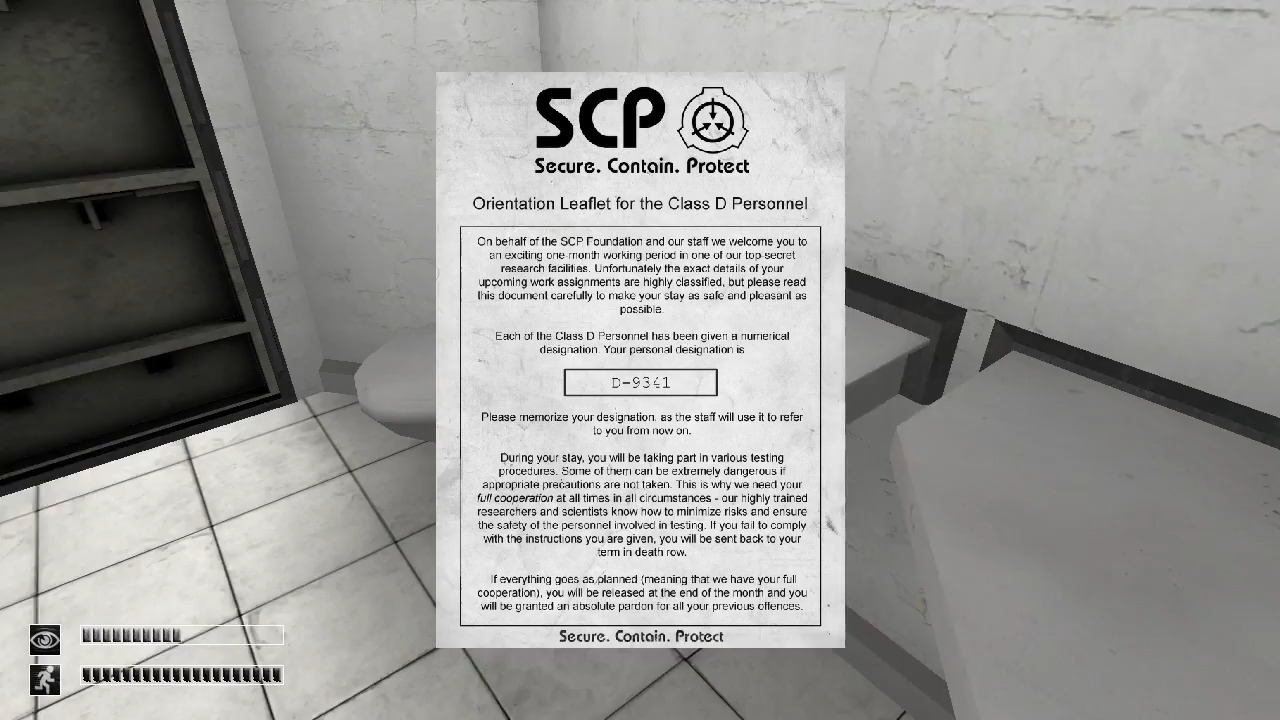 SCP
Secure. Contain. Protect
Orientation Leaflet for the Class D Personnel
On behalf of the SCP Foundation and our staff we welcome you to
an exciting one-month working period in one of our top-secret
research facilities. Unfortunately the exact details of your
upcoming work assignments are highly classified, but please read
this document carefully to make your stay as safe and pleasant as
possible.
Each of the Class D Personnel has been given a numerical
designation. Your personal designation is
D-9341
Please memorize your designation, as the staff will use it to refer
to you from now on.
During your stay, you will be taking part in various testing
procedures. Some of them can be extremely dangerous if
appropriate precautions are not taken. This is why we need your
full cooperation at all times in all circumstances - our highly trained
researchers and scientists know how to minimize risks and ensure
the safety of the personnel involved in testing. If you fail to comply
with the instructions you are given, you will be sent back to your
term in death row.
If everything goes as planned (meaning that we have your full
cooperation), you will be released at the end of the month and you
will be granted an absolute pardon for all your previous offences.
Secure. Contain. Protect